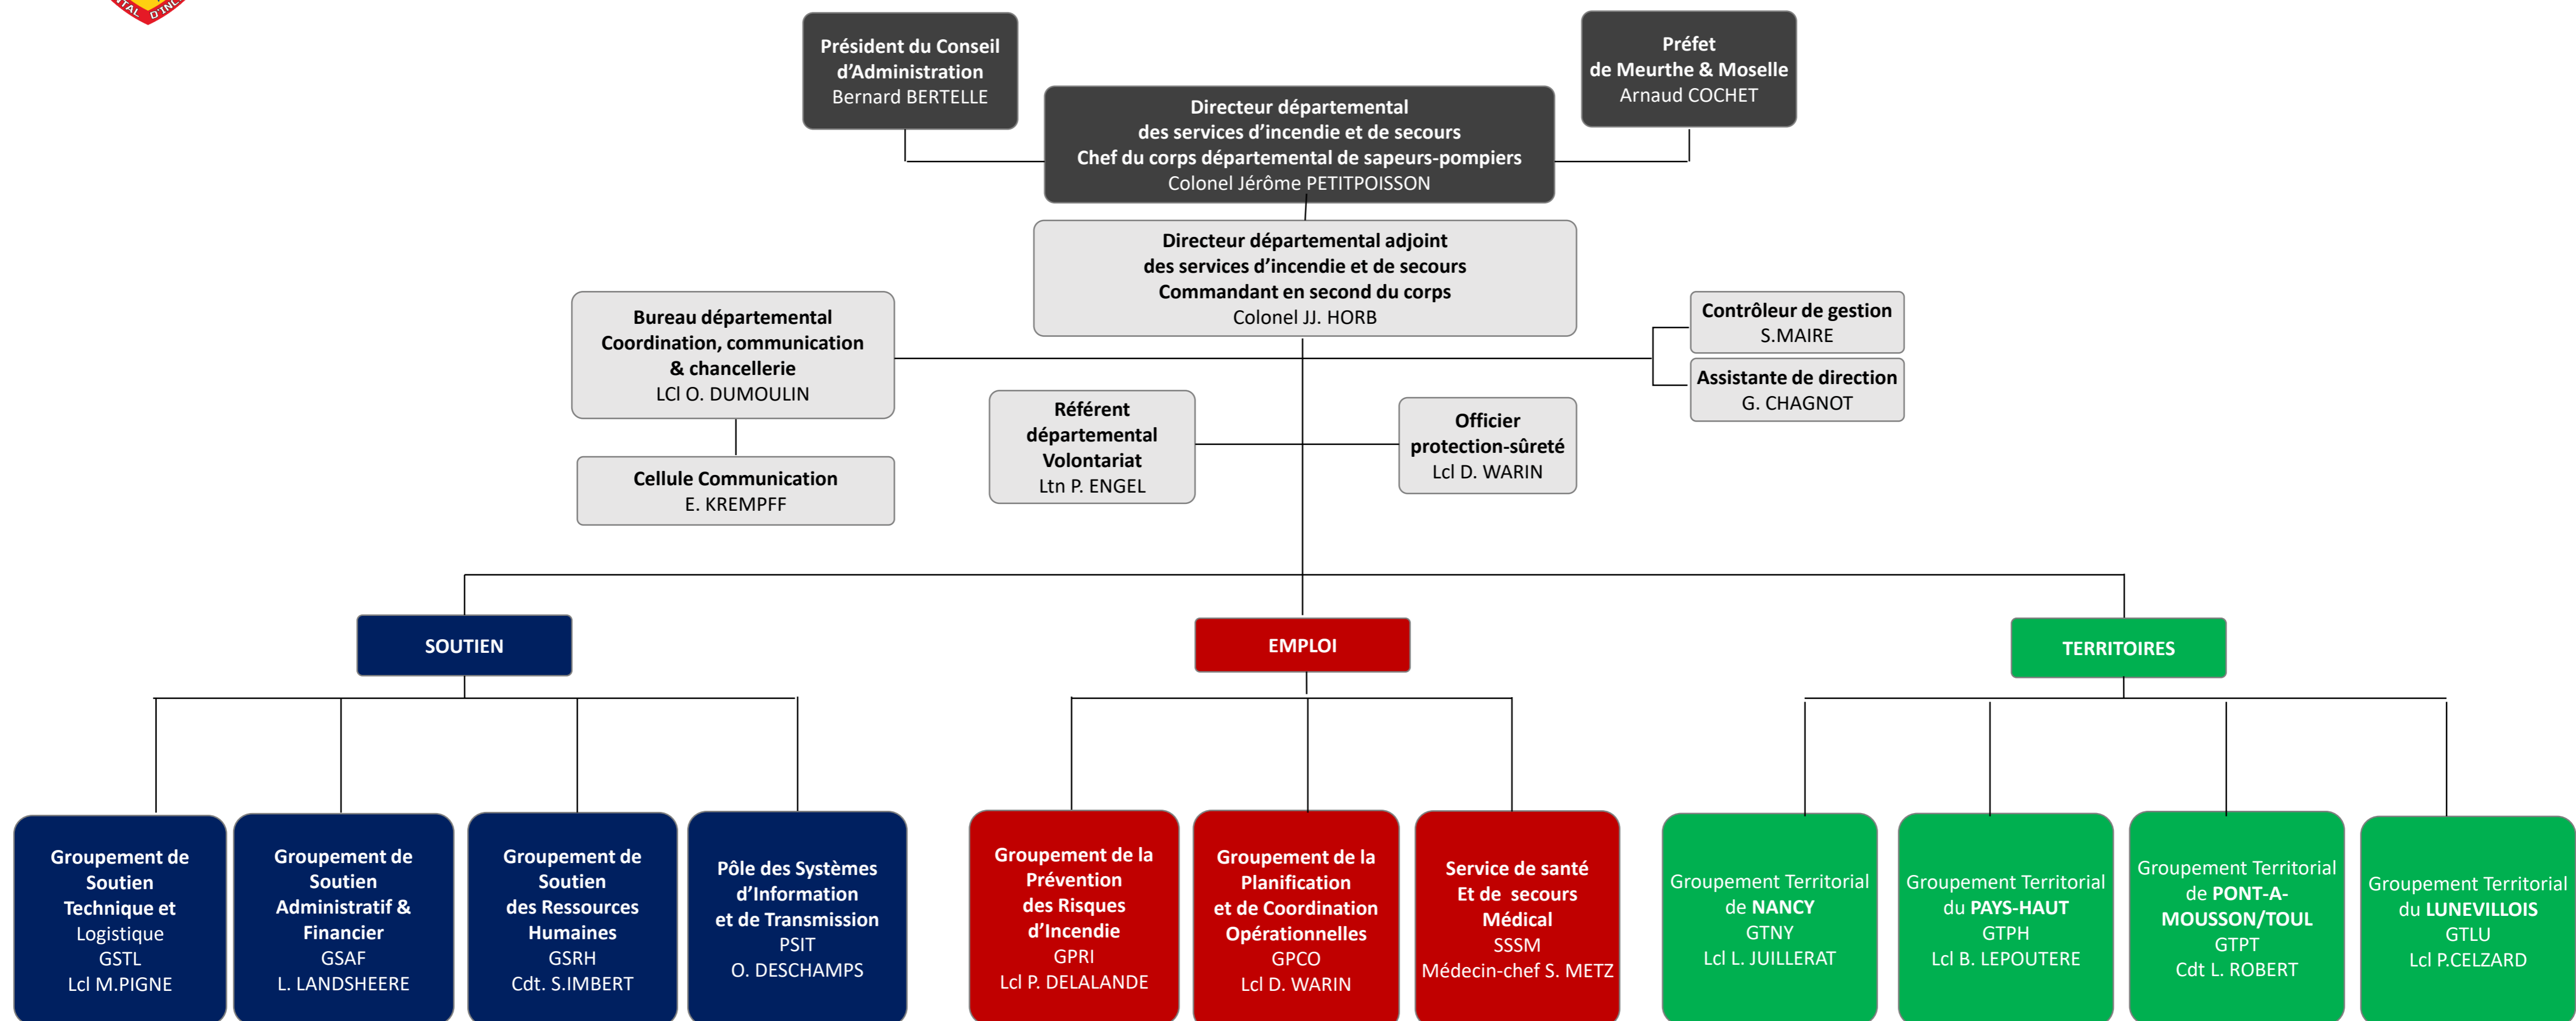 NTAL D'INC
Président du Conseil
d'Administration
Bernard BERTELLE
Préfet
de Meurthe & Moselle
Arnaud COCHET
Directeur départemental
des services d'incendie et de secours
Chef du corps départemental de sapeurs-pompiers
Colonel Jérôme PETITPOISSON
Directeur départemental adjoint
des services d'incendie et de secours
Commandant en second du corps
Colonel JJ. HORB
Bureau départemental
Coordination, communication
& chancellerie
LCl O. DUMOULIN
Contrôleur de gestion
S.MAIRE
Assistante de direction
G. CHAGNOT
Référent
départemental
Volontariat
Ltn P. ENGEL
Officier
protection-sûreté
Lcl D. WARIN
Cellule Communication
E. KREMPFF
SOUTIEN
EMPLOI
TERRITOIRES
Groupement de
Soutien
Technique et
Logistique
GSTL
Lcl M.PIGNE
Groupement de
Soutien
Administratif &
Financier
GSAF
L. LANDSHEERE
Groupement de
Soutien
des Ressources
Humaines
GSRH
Cdt. S.IMBERT
Pôle des Systèmes
d'Information
et de Transmission
PSIT
O. DESCHAMPS
Groupement de la
Prévention
des Risques
d'Incendie
GPRI
Lcl P. DELALANDE
Groupement de la
Planification
et de Coordination
Opérationnelles
GPCO
Lcl D. WARIN
Service de santé
Et de secours
Médical
SSSM
Médecin-chef S. METZ
Groupement Territorial
de NANCY
GTNY
Lcl L. JUILLERAT
Groupement Territorial
du PAYS-HAUT
GTPH
Lcl B. LEPOUTERE
Groupement Territorial
de PONT-A-
MOUSSON/TOUL
GTPT
Cdt L. ROBERT
Groupement Territorial
du LUNEVILLOIS
GTLU
Lcl P.CELZARD